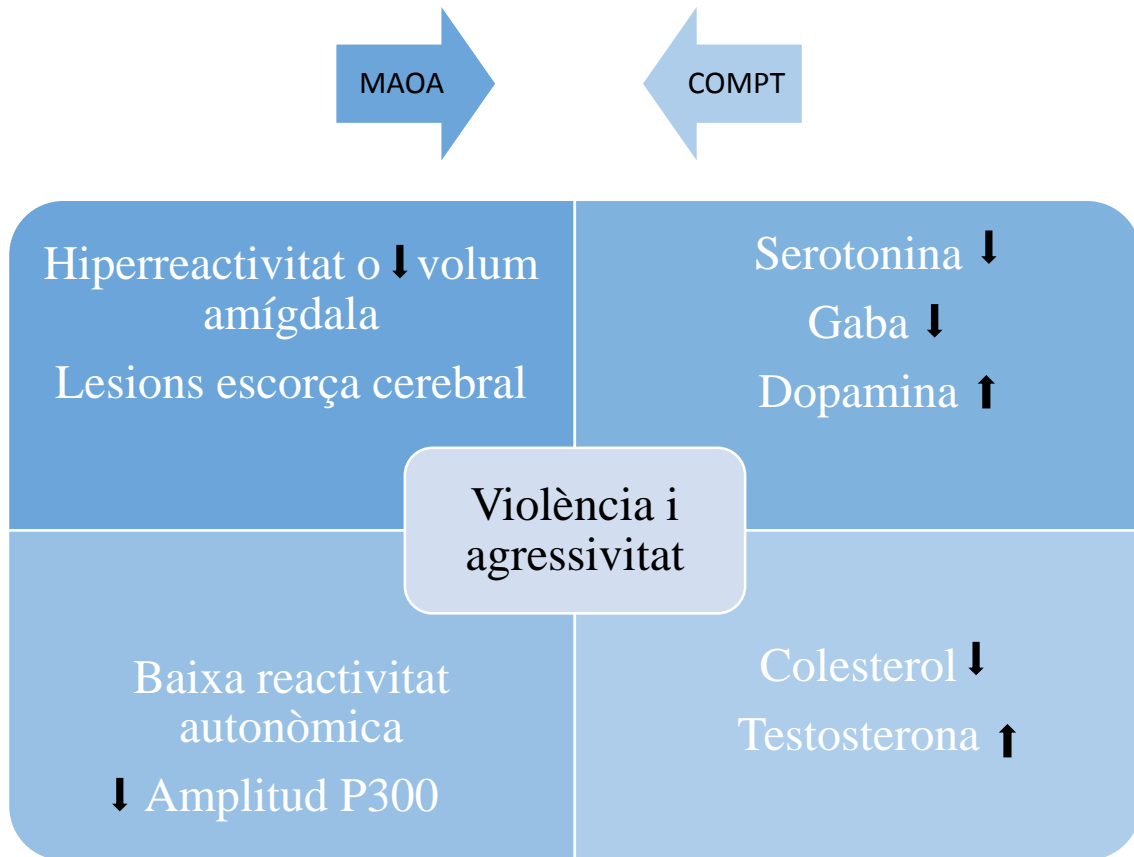 MAOA
COMPT
Hiperreactivitat o ⬇ volum
amígdala
Lesions escorça cerebral
Serotonina ⬇
Gaba ⬇
Dopamina ⬆
Violència i
agressivitat
Baixa reactivitat
autonòmica
⬇ Amplitud P300
Colesterol ⬇
Testosterona ⬆